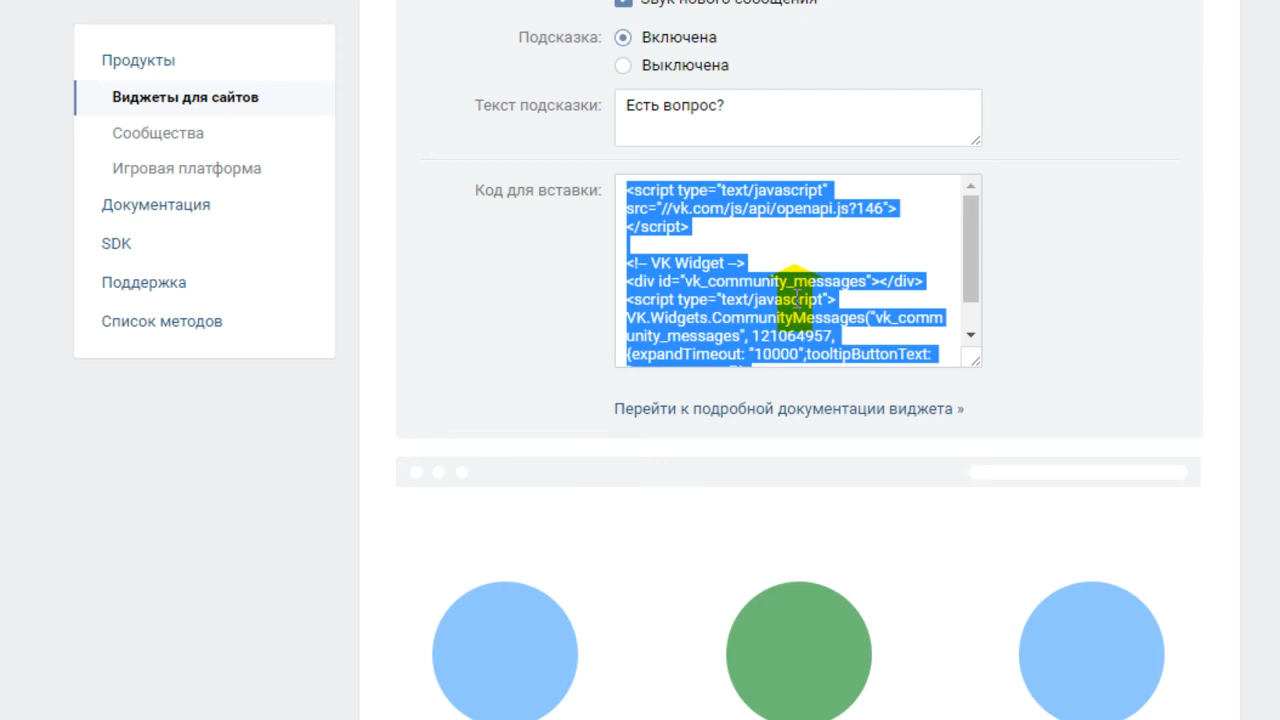 Звук нового сообщения
Продукты
Виджеты для сайтов
Сообщества
Игровая платформа
Документация
SDK
Поддержка
Список методов
Подсказка:
Включена
Выключена
Текст подсказки:
Есть вопрос?
Код для вставки:
<script type="text/javascript"
src="//vk.com/js/api/openapi.js?146">
</script>
<!-- VK Widget -->
<div id="vk_community_messages"></div>
<script type="text/javascript">
VK.Widgets.CommunityMessages("vk_comm
unity_messages", 121064957,
{expandTimeout: "10000",tooltipButtonText:
Перейти к подробной документации виджета »